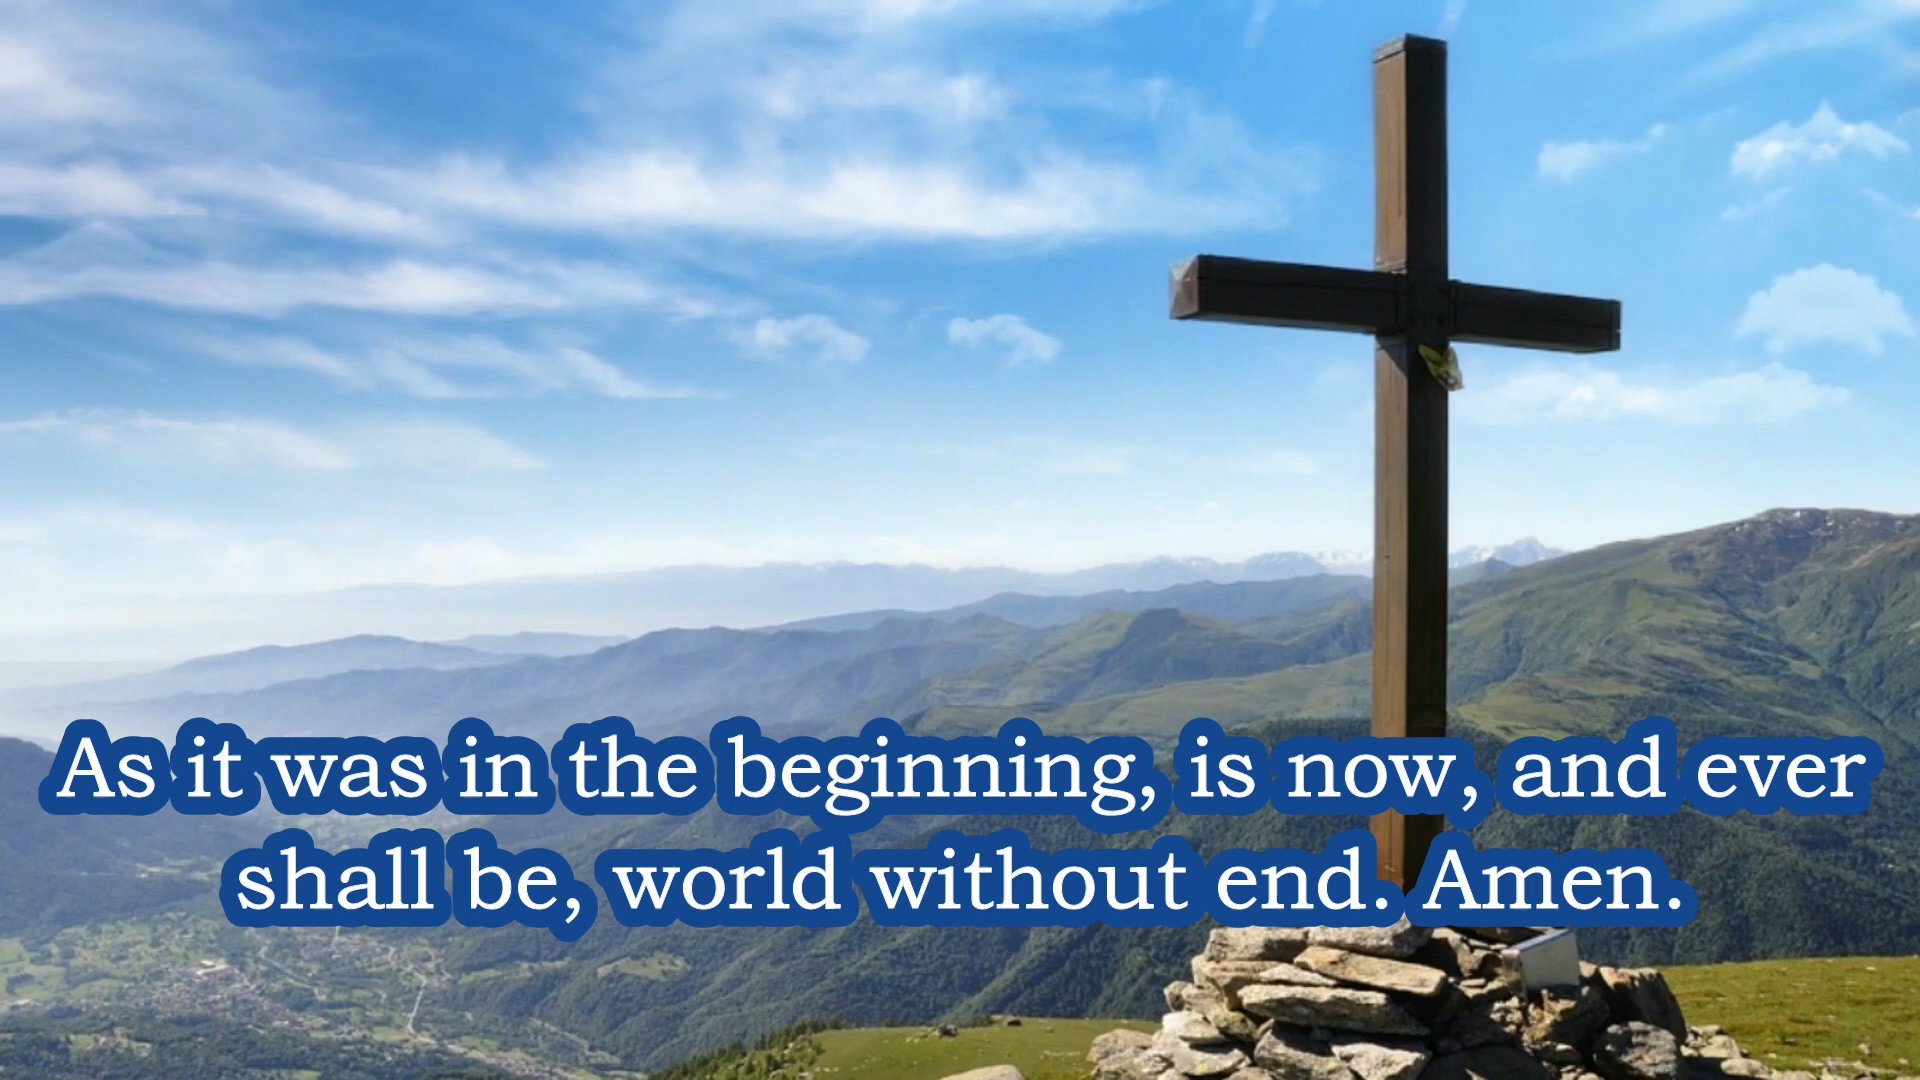 As it was in the beginning, is now, and ever
shall be, world without end. Amen.